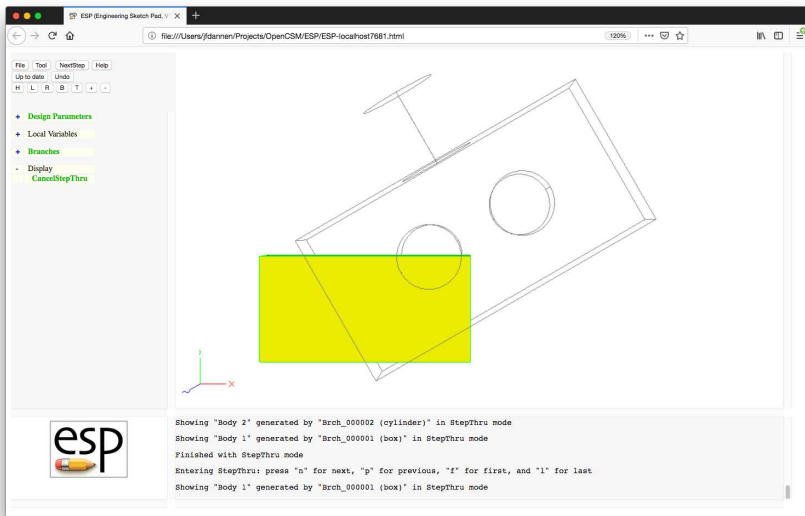 ESP (Engineering Sketch Pad, V1
file:///Users/jfdannen/Projects/OpenCSM/ESP/ESP-localhost7681.html
120%
File Tool NextStep Help
Up to date Undo
H L R B T + -
+ Design Parameters
+ Local Variables
+ Branches
- Display
CancelStepThru
y
x
esp
Showing "Body 2" generated by "Brch_000002 (cylinder)" in StepThru mode
Showing "Body 1" generated by "Brch_000001 (box)" in StepThru mode
Finished with StepThru mode
Entering StepThru: press "n" for next, "p" for previous, "f" for first, and "l" for last
Showing "Body 1" generated by "Brch_000001 (box)" in StepThru mode